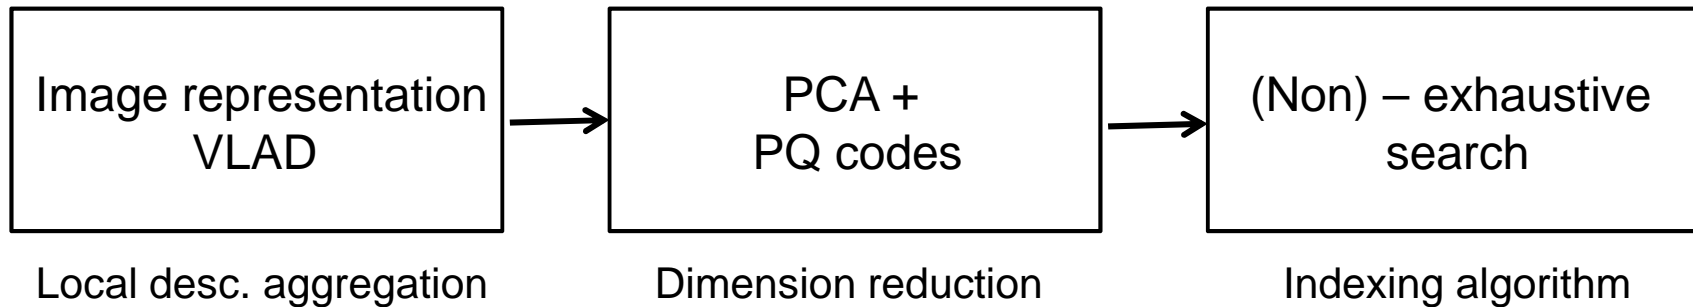 Image representation
VLAD
Local desc. aggregation
PCA +
PQ codes
Dimension reduction
(Non) – exhaustive
search
Indexing algorithm